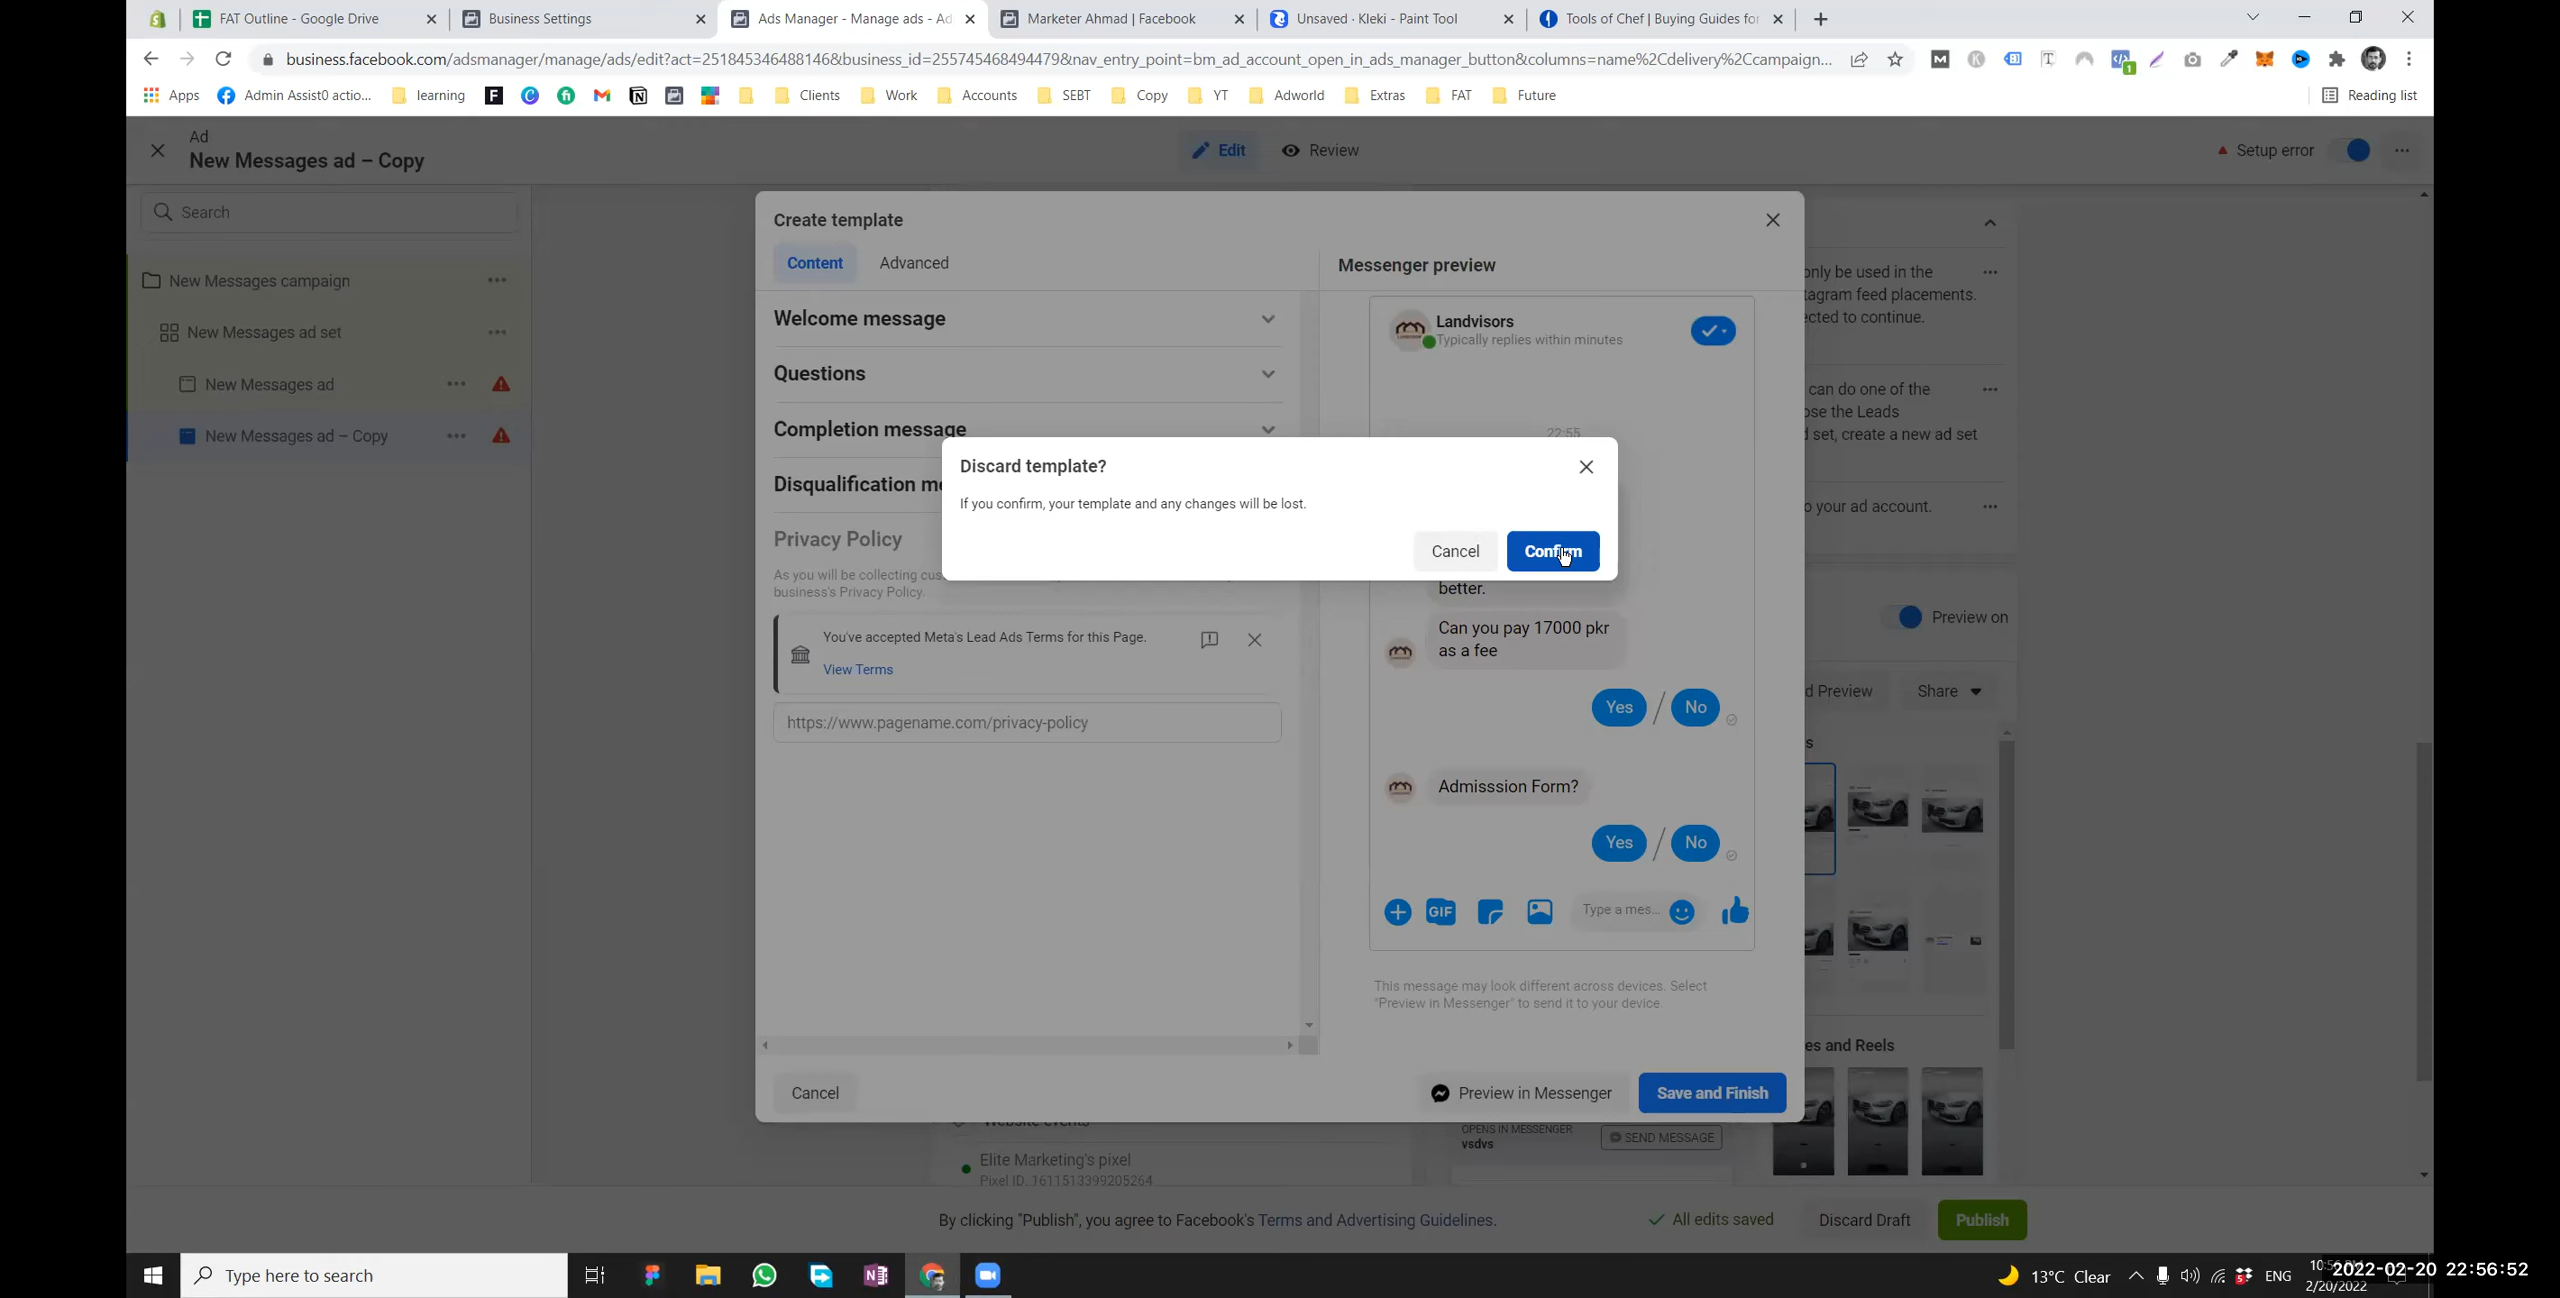 FAT Outline - Google Drive
Business Settings
Ads Manager - Manage ads - Ad
Marketer Ahmad | Facebook
Unsaved · Kleki - Paint Tool
Tools of Chef | Buying Guides for
business.facebook.com/adsmanager/manage/ads/edit?act=251845346488146&business_id=255745468494479&nav_entry_point=bm_ad_account_open_in_ads_manager_button&columns=name%2Cdelivery%2Ccampaign...
Apps
Admin Assist0 actio...
learning
Clients
Work
Accounts
SEBT
Copy
YT
Adworld
Extras
FAT
Future
Reading list
Ad
New Messages ad – Copy
Edit
Review
Setup error
Search
New Messages campaign
New Messages ad set
New Messages ad
New Messages ad – Copy
Create template
Content
Advanced
Messenger preview
Welcome message
Questions
Completion message
Disqualification me
Privacy Policy
As you will be collecting cus
business's Privacy Policy.
You've accepted Meta's Lead Ads Terms for this Page.
View Terms
https://www.pagename.com/privacy-policy
Discard template?
If you confirm, your template and any changes will be lost.
Cancel
Confirm
Landvisors
Typically replies within minutes
22:55
better.
Can you pay 17000 pkr
as a fee
Yes / No
Admisssion Form?
Yes / No
GIF
Type a mes...
This message may look different across devices. Select
"Preview in Messenger" to send it to your device.
Cancel
Preview in Messenger
Save and Finish
only be used in the
tagram feed placements.
cted to continue.
can do one of the
ose the Leads
d set, create a new ad set
o your ad account.
Preview on
d Preview
Share
s
es and Reels
Website events
Elite Marketing's pixel
Pixel ID. 1611513399205264
OPENS IN MESSENGER
vsdvs
SEND MESSAGE
By clicking "Publish", you agree to Facebook's Terms and Advertising Guidelines.
All edits saved
Discard Draft
Publish
Type here to search
13°C Clear
ENG
2/20/2022
2022-02-20 22:56:52